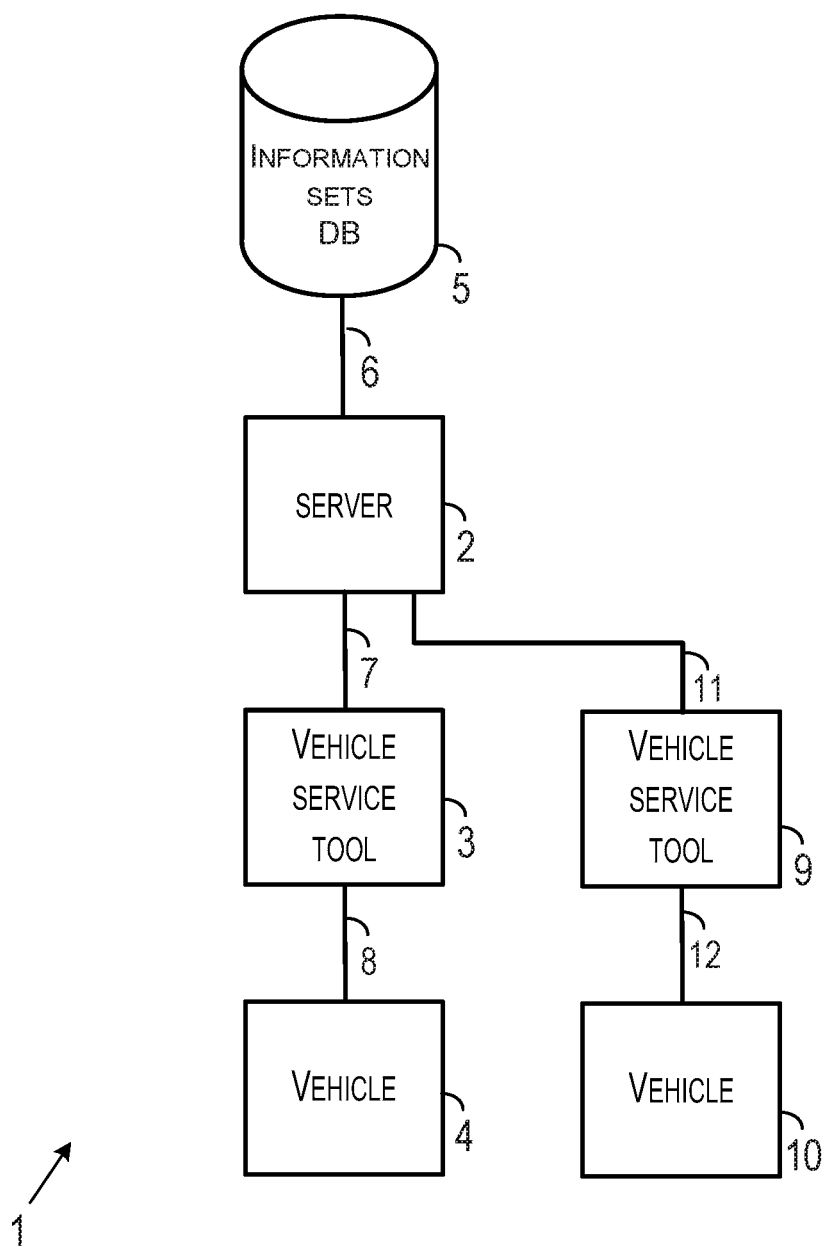 INFORMATION
SETS
DB
5
6
SERVER
2
7
11
VEHICLE
SERVICE
TOOL
3
VEHICLE
SERVICE
TOOL
9
8
12
VEHICLE
4
VEHICLE
10
1